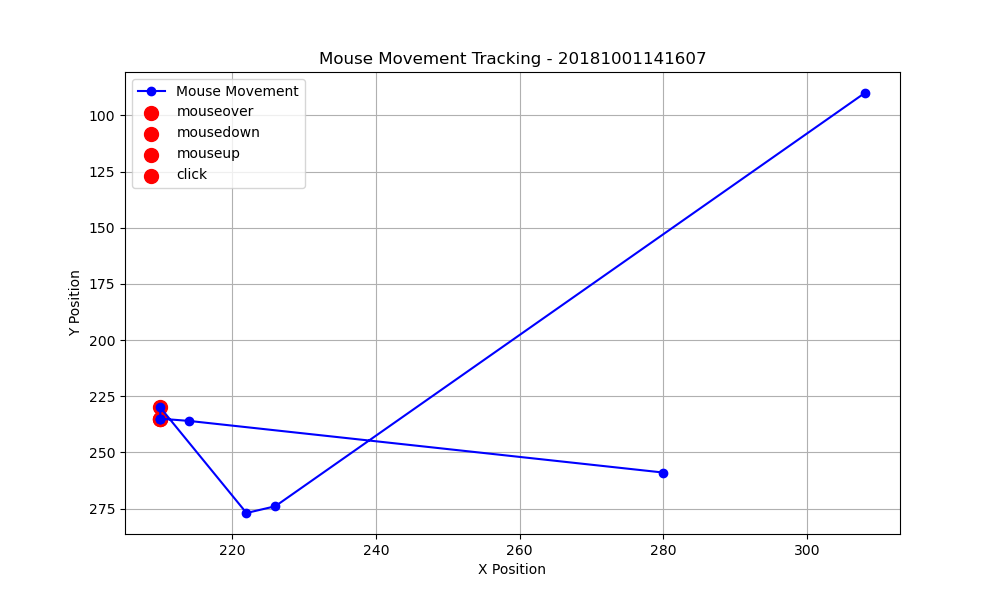 Mouse Movement Tracking - 20181001141607
Mouse Movement
mouseover
mousedown
mouseup
click
100
125
150
175
200
225
250
275
Y Position
220
240
260
280
300
X Position